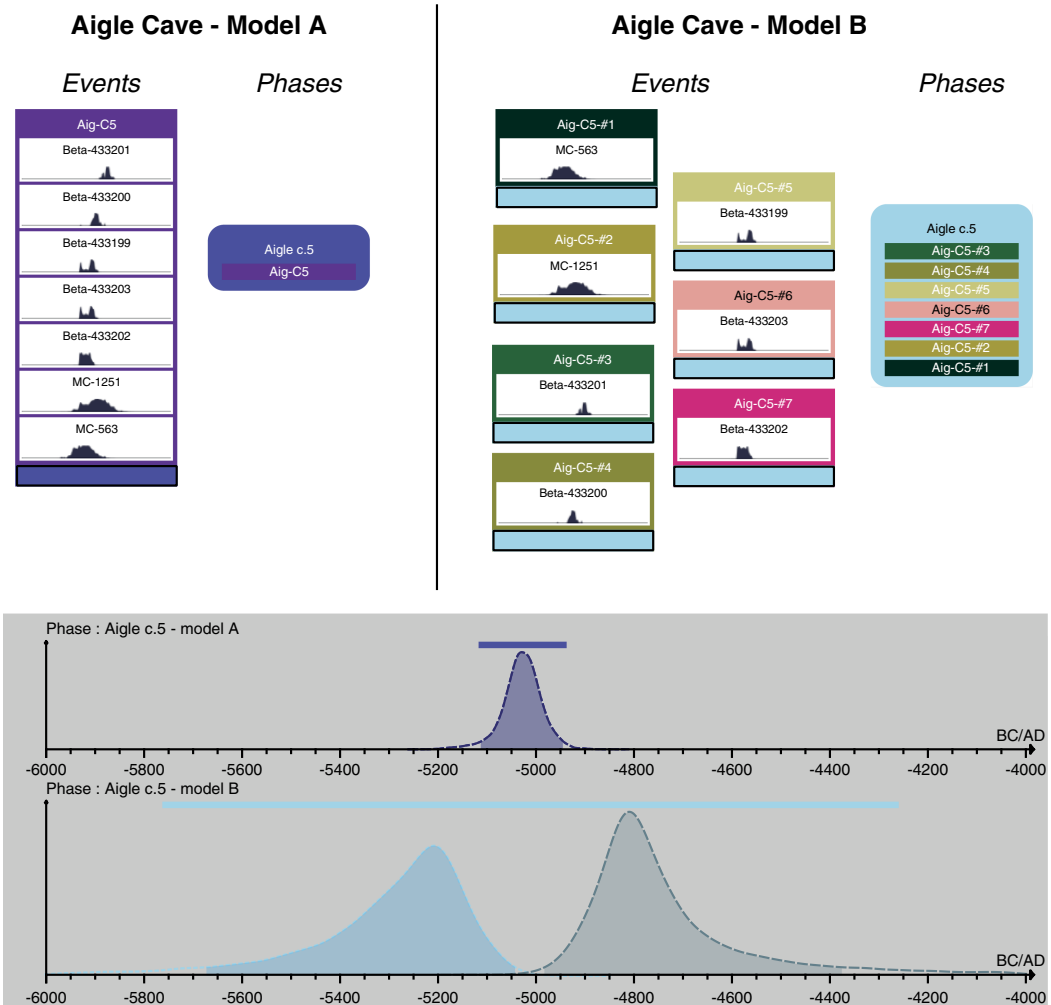 Aigle Cave - Model A
Events
Phases
Aig-C5
Beta-433201
Beta-433200
Beta-433199
Beta-433203
Beta-433202
MC-1251
MC-563
Aigle c.5
Aig-C5
Aigle Cave - Model B
Events
Phases
Aig-C5-#1
MC-563
Aig-C5-#2
MC-1251
Aig-C5-#3
Beta-433201
Aig-C5-#4
Beta-433200
Aig-C5-#5
Beta-433199
Aig-C5-#6
Beta-433203
Aig-C5-#7
Beta-433202
Aigle c.5
Aig-C5-#3
Aig-C5-#4
Aig-C5-#5
Aig-C5-#6
Aig-C5-#7
Aig-C5-#2
Aig-C5-#1
Phase : Aigle c.5 - model A
BC/AD
-6000 -5800 -5600 -5400 -5200 -5000 -4800 -4600 -4400 -4200 -4000
Phase : Aigle c.5 - model B
BC/AD
-6000 -5800 -5600 -5400 -5200 -5000 -4800 -4600 -4400 -4200 -4000